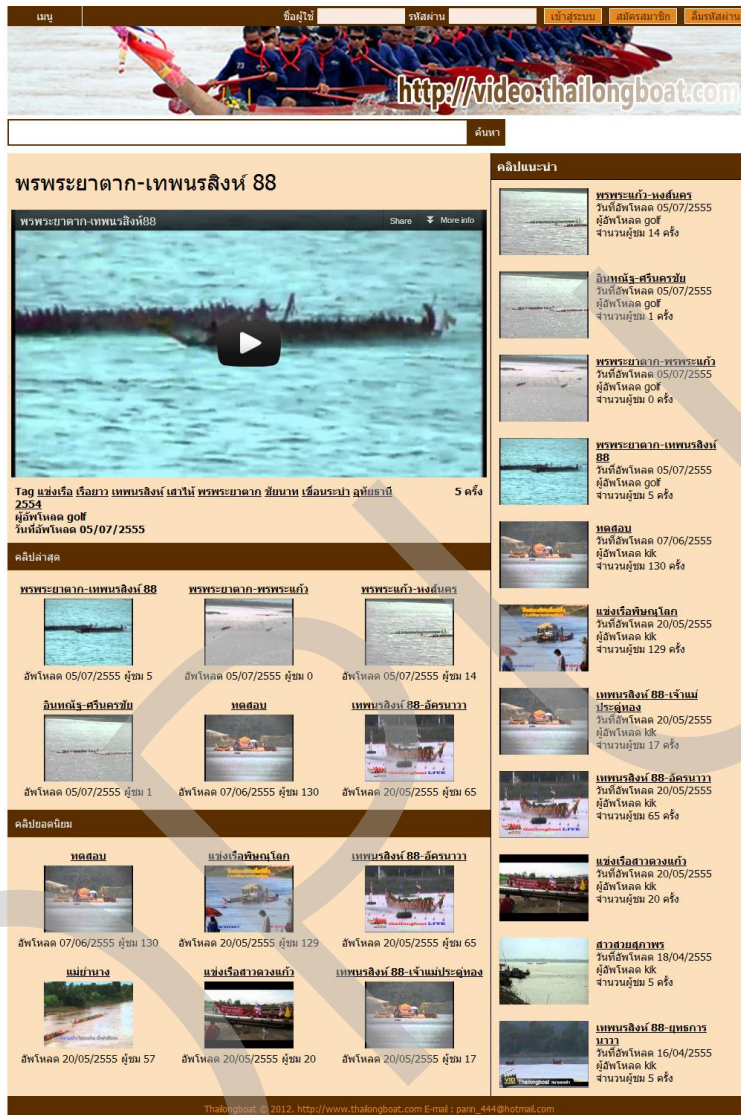 เมนู ชื่อผู้ใช้ รหัสผ่าน เข้าสู่ระบบ สมัครสมาชิก ลืมรหัสผ่าน
http://video.thailongboat.com
ค้นหา
พรพระยาตาก-เทพนรสิงห์ 88
พรพระยาตาก-เทพนรสิงห์88 Share More info
Tag แข่งเรือ เรือยาว เทพนรสิงห์ เสาไห้ พรพระยาตาก ชัยนาท เขื่อนระบำ อุทัยธานี 5 ครั้ง
2554
ผู้อัพโหลด golf
วันที่อัพโหลด 05/07/2555
คลิปล่าสุด
พรพระยาตาก-เทพนรสิงห์ 88 พรพระยาตาก-พรพระแก้ว พรพระแก้ว-หงส์นคร
อัพโหลด 05/07/2555 ผู้ชม 5 อัพโหลด 05/07/2555 ผู้ชม 0 อัพโหลด 05/07/2555 ผู้ชม 14
อินทณัฐ-ศรีนครชัย ทดสอบ เทพนรสิงห์ 88-อัครนาวา
อัพโหลด 05/07/2555 ผู้ชม 1 อัพโหลด 07/06/2555 ผู้ชม 130 อัพโหลด 20/05/2555 ผู้ชม 65
คลิปยอดนิยม
ทดสอบ แข่งเรือพิษณุโลก เทพนรสิงห์ 88-อัครนาวา
อัพโหลด 07/06/2555 ผู้ชม 130 อัพโหลด 20/05/2555 ผู้ชม 129 อัพโหลด 20/05/2555 ผู้ชม 65
แม่ย่านาง แข่งเรือสาวดวงแก้ว เทพนรสิงห์ 88-เจ้าแม่ประดู่ทอง
อัพโหลด 20/05/2555 ผู้ชม 57 อัพโหลด 20/05/2555 ผู้ชม 20 อัพโหลด 20/05/2555 ผู้ชม 17
คลิปแนะนำ
พรพระแก้ว-หงส์นคร
วันที่อัพโหลด 05/07/2555
ผู้อัพโหลด golf
จำนวนผู้ชม 14 ครั้ง
อินทณัฐ-ศรีนครชัย
วันที่อัพโหลด 05/07/2555
ผู้อัพโหลด golf
จำนวนผู้ชม 1 ครั้ง
พรพระยาตาก-พรพระแก้ว
วันที่อัพโหลด 05/07/2555
ผู้อัพโหลด golf
จำนวนผู้ชม 0 ครั้ง
พรพระยาตาก-เทพนรสิงห์
88
วันที่อัพโหลด 05/07/2555
ผู้อัพโหลด golf
จำนวนผู้ชม 5 ครั้ง
ทดสอบ
วันที่อัพโหลด 07/06/2555
ผู้อัพโหลด kik
จำนวนผู้ชม 130 ครั้ง
แข่งเรือพิษณุโลก
วันที่อัพโหลด 20/05/2555
ผู้อัพโหลด kik
จำนวนผู้ชม 129 ครั้ง
เทพนรสิงห์ 88-เจ้าแม่
ประดู่ทอง
วันที่อัพโหลด 20/05/2555
ผู้อัพโหลด kik
จำนวนผู้ชม 17 ครั้ง
เทพนรสิงห์ 88-อัครนาวา
วันที่อัพโหลด 20/05/2555
ผู้อัพโหลด kik
จำนวนผู้ชม 65 ครั้ง
แข่งเรือสาวดวงแก้ว
วันที่อัพโหลด 20/05/2555
ผู้อัพโหลด kik
จำนวนผู้ชม 20 ครั้ง
สาวสวยสุภาพร
วันที่อัพโหลด 18/04/2555
ผู้อัพโหลด kik
จำนวนผู้ชม 5 ครั้ง
เทพนรสิงห์ 88-ยุทธการ
นาวา
วันที่อัพโหลด 16/04/2555
ผู้อัพโหลด kik
จำนวนผู้ชม 5 ครั้ง
Thailongboat © 2012. http://www.thailongboat.com E-mail : parin_444@hotmail.com